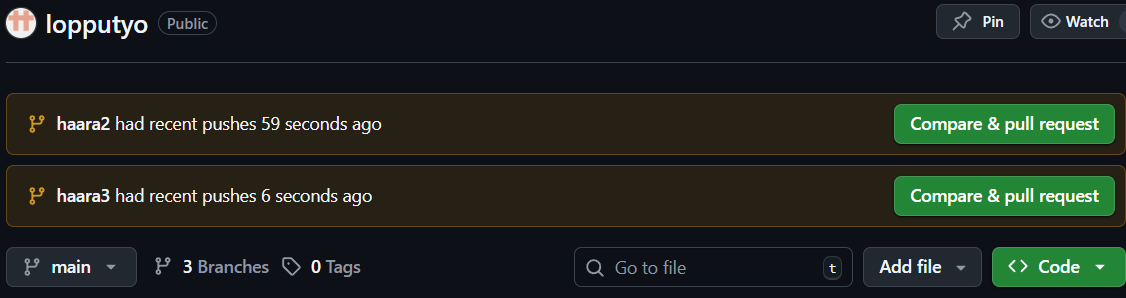 lopputyo Public Pin Watch
haara2 had recent pushes 59 seconds ago Compare & pull request
haara3 had recent pushes 6 seconds ago Compare & pull request
main 3 Branches 0 Tags Go to file t Add file Code